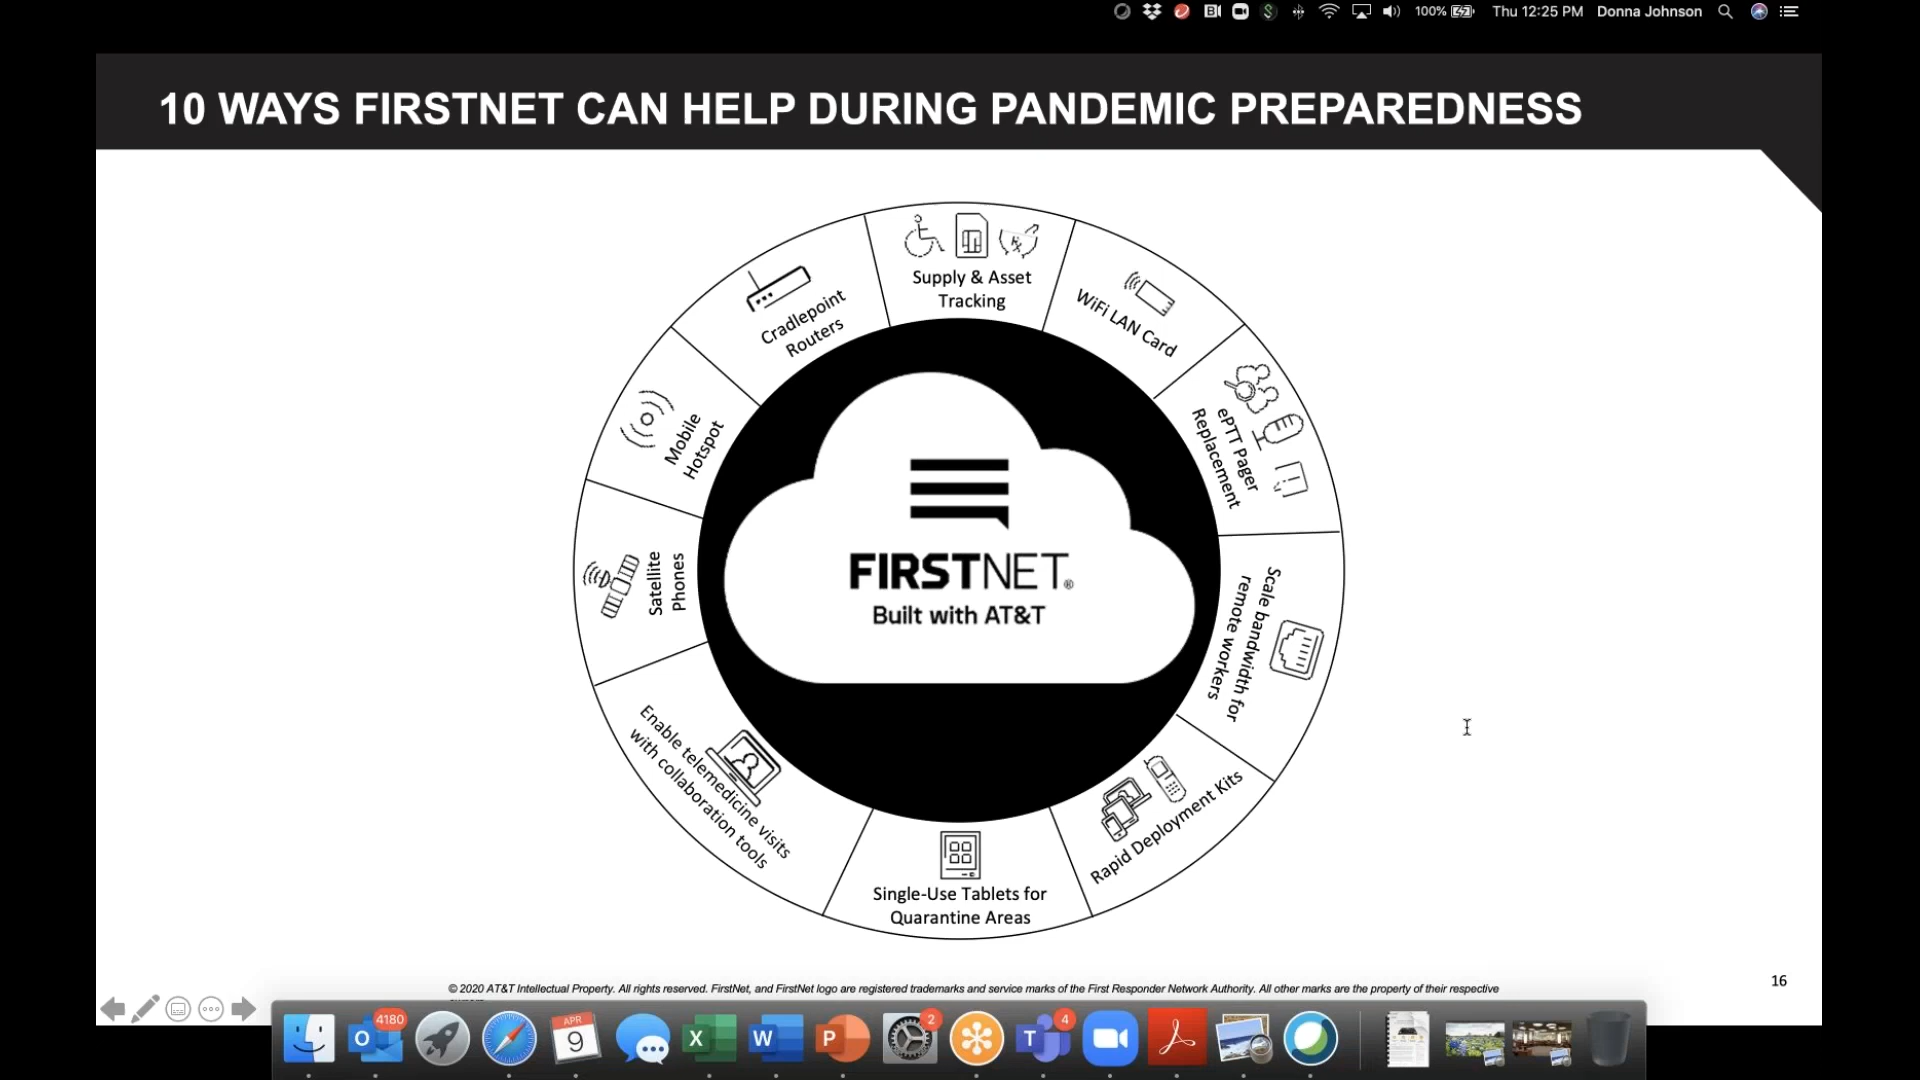 100%
Thu 12:25 PM
Donna Johnson
10 WAYS FIRSTNET CAN HELP DURING PANDEMIC PREPAREDNESS
Supply & Asset
Tracking
WiFi LAN Card
ePTT Pager
Replacement
Scale bandwidth for
remote workers
Rapid Deployment Kits
Single-Use Tablets for
Quarantine Areas
Enable telemedicine visits
with collaboration tools
Satellite
Phones
Mobile
Hotspot
Cradlepoint
Routers
FIRSTNET®
Built with AT&T
16
© 2020 AT&T Intellectual Property. All rights reserved. FirstNet, and FirstNet logo are registered trademarks and service marks of the First Responder Network Authority. All other marks are the property of their respective
4180
APR
9
2
4